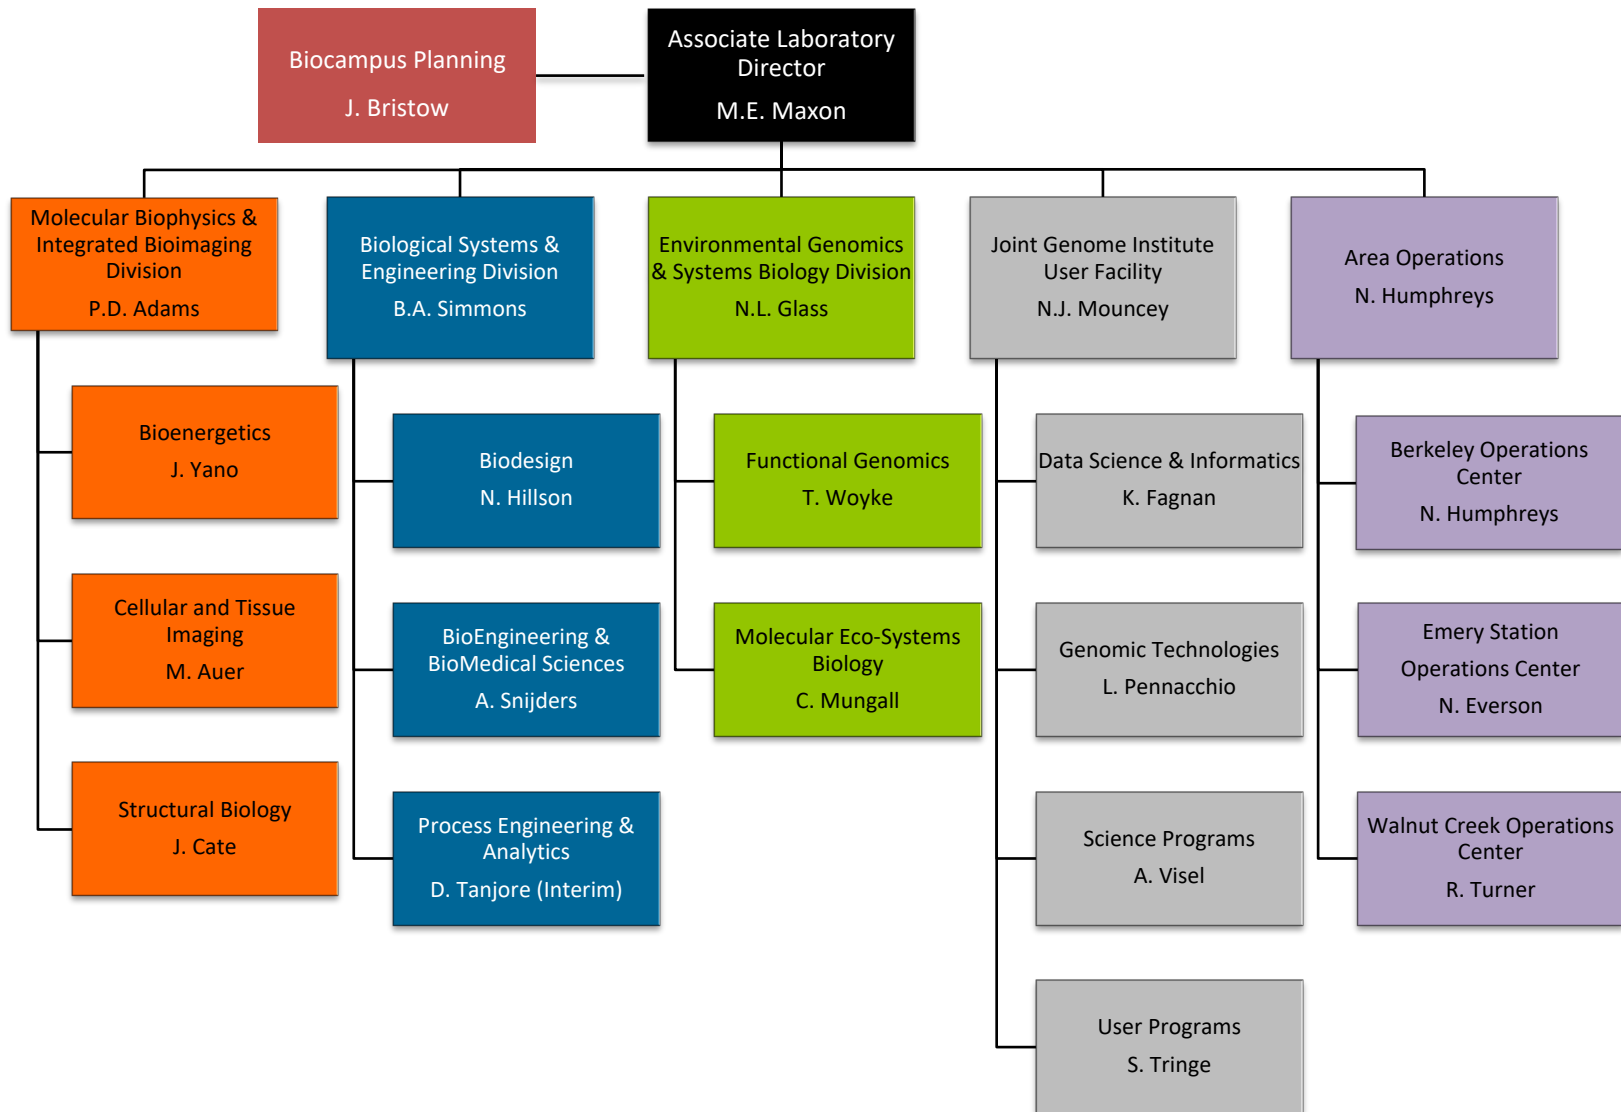 Biocampus Planning
J. Bristow
Associate Laboratory
Director
M.E. Maxon
Molecular Biophysics &
Integrated Bioimaging
Division
P.D. Adams
Biological Systems &
Engineering Division
B.A. Simmons
Environmental Genomics
& Systems Biology Division
N.L. Glass
Joint Genome Institute
User Facility
N.J. Mouncey
Area Operations
N. Humphreys
Bioenergetics
J. Yano
Cellular and Tissue
Imaging
M. Auer
Structural Biology
J. Cate
Biodesign
N. Hillson
BioEngineering &
BioMedical Sciences
A. Snijders
Process Engineering &
Analytics
D. Tanjore (Interim)
Functional Genomics
T. Woyke
Molecular Eco-Systems
Biology
C. Mungall
Data Science & Informatics
K. Fagnan
Genomic Technologies
L. Pennacchio
Science Programs
A. Visel
User Programs
S. Tringe
Berkeley Operations
Center
N. Humphreys
Emery Station
Operations Center
N. Everson
Walnut Creek Operations
Center
R. Turner